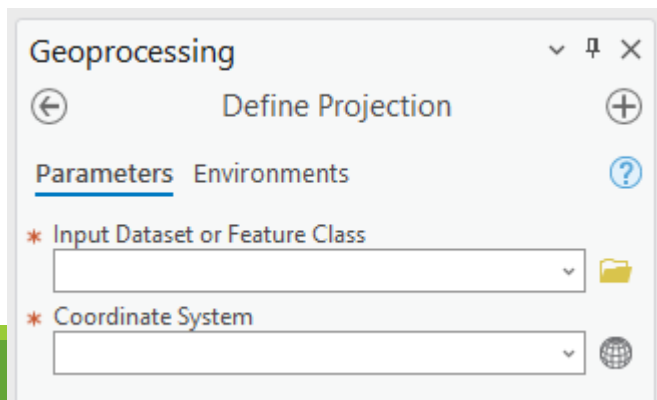 Geoprocessing
Define Projection
Parameters Environments
?
* Input Dataset or Feature Class
* Coordinate System